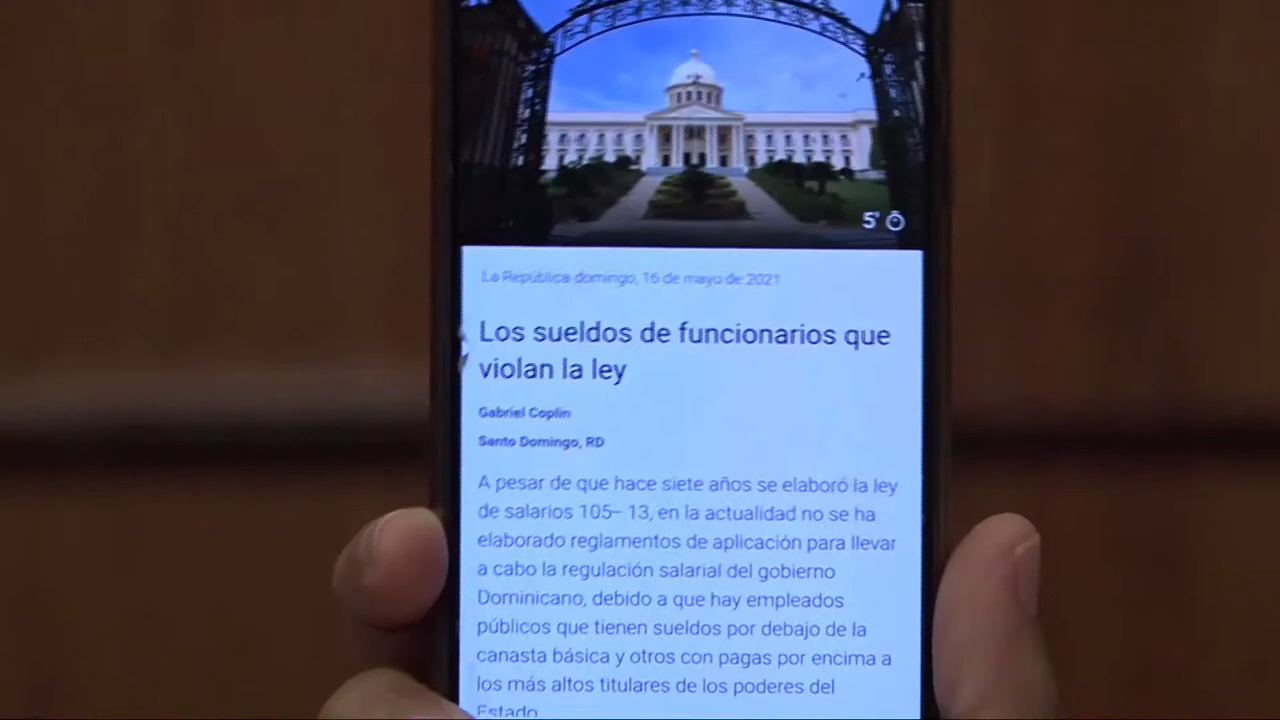 5'
La República domingo, 16 de mayo de 2021
Los sueldos de funcionarios que
violan la ley
Gabriel Coplin
Santo Domingo, RD
A pesar de que hace siete años se elaboró la ley
de salarios 105– 13, en la actualidad no se ha
elaborado reglamentos de aplicación para llevar
a cabo la regulación salarial del gobierno
Dominicano, debido a que hay empleados
públicos que tienen sueldos por debajo de la
canasta básica y otros con pagas por encima a
los más altos titulares de los poderes del
Estado